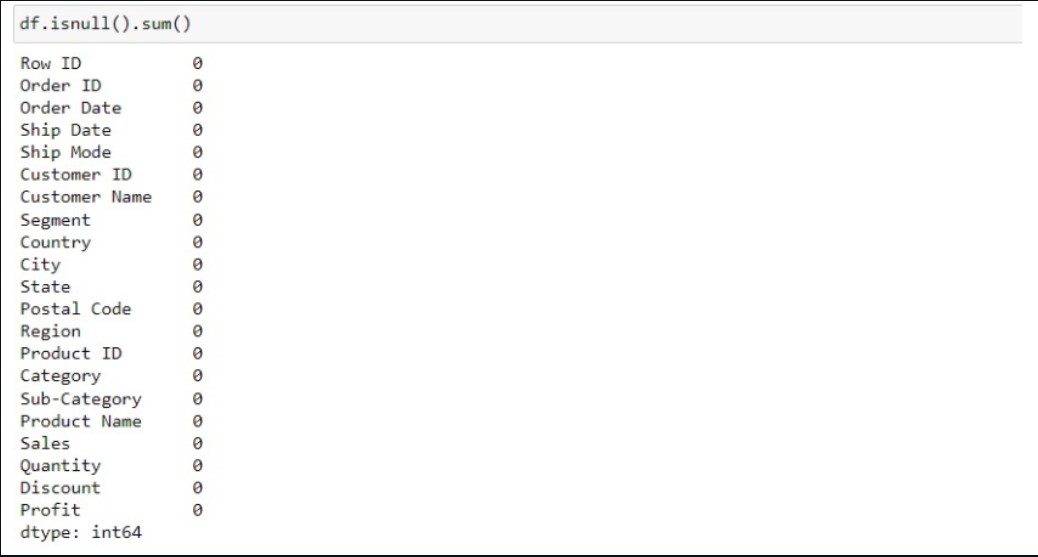 df.isnull().sum()
Row ID 0
Order ID 0
Order Date 0
Ship Date 0
Ship Mode 0
Customer ID 0
Customer Name 0
Segment 0
Country 0
City 0
State 0
Postal Code 0
Region 0
Product ID 0
Category 0
Sub-Category 0
Product Name 0
Sales 0
Quantity 0
Discount 0
Profit 0
dtype: int64